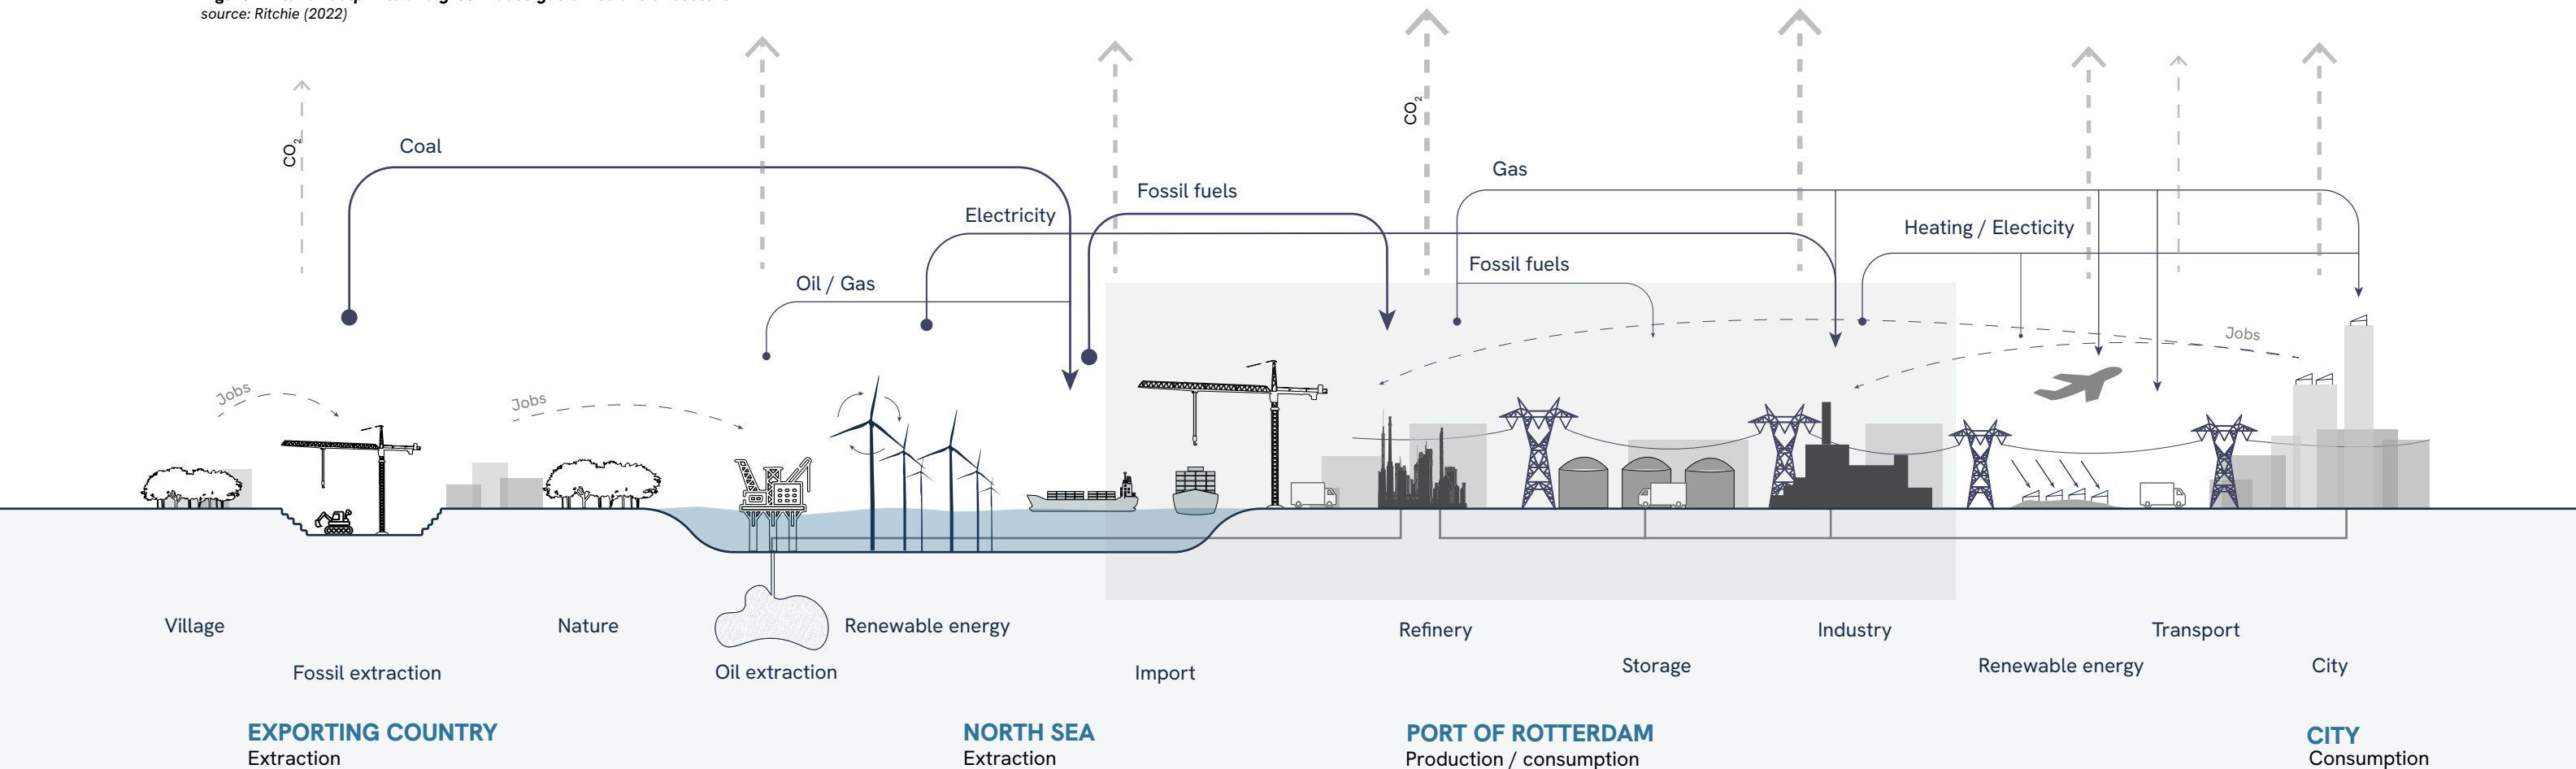 source: Ritchie (2022)
CO₂
CO₂
Coal
Gas
Fossil fuels
Electricity
Heating / Electicity
Fossil fuels
Oil / Gas
Jobs
Jobs
Jobs
Village
Nature
Renewable energy
Refinery
Industry
Transport
Fossil extraction
Oil extraction
Import
Storage
Renewable energy
City
EXPORTING COUNTRY
Extraction
NORTH SEA
Extraction
PORT OF ROTTERDAM
Production / consumption
CITY
Consumption